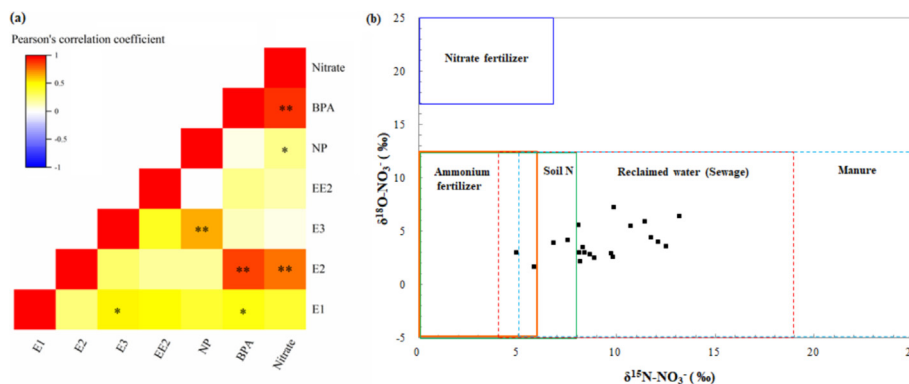 (a)
Pearson's correlation coefficient
1
0.5
0
-0.5
-1
Nitrate
BPA
**
NP
*
EE2
E3
**
E2
** **
E1
* *
E1 E2 E3 EE2 NP BPA Nitrate
(b)
25
20
15
10
5
0
-5
δ18O-NO3- (‰)
Nitrate fertilizer
Ammonium
fertilizer
Soil N
Reclaimed water (Sewage)
Manure
0 5 10 15 20 25
δ15N-NO3- (‰)